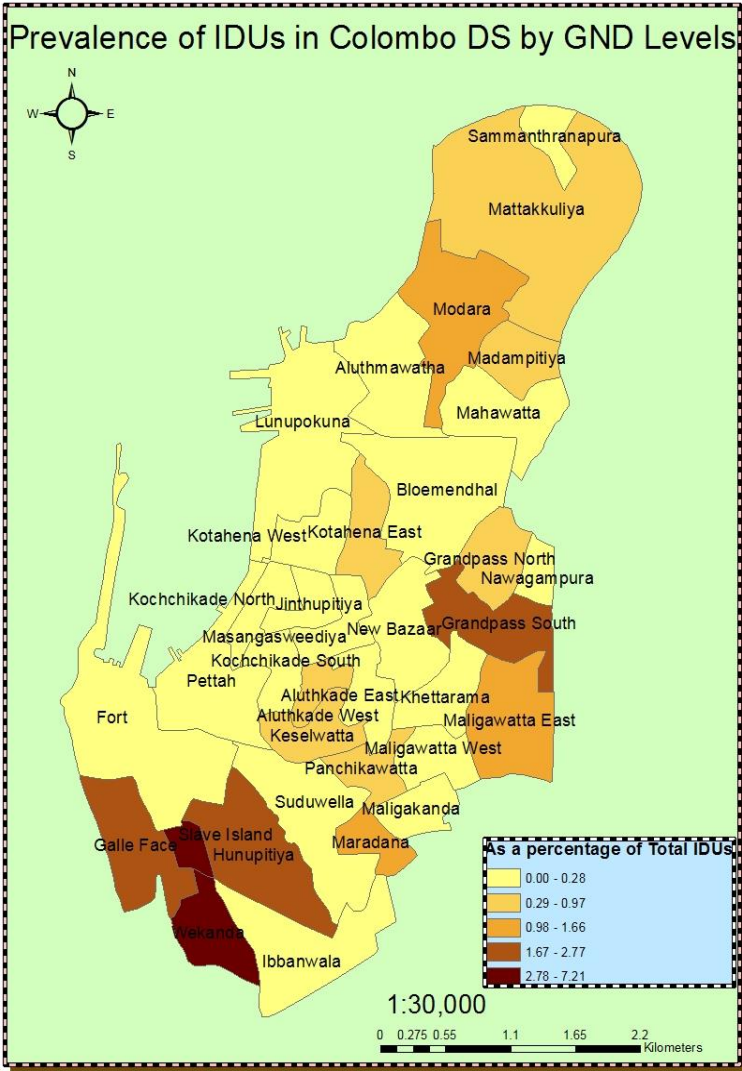 Prevalence of IDUs in Colombo DS by GND Levels
N
W E
S
Sammanthranapura
Mattakkuliya
Modara
Madampitiya
Aluthmawatha
Mahawatta
Lunupokuna
Bloemendhal
Kotahena West
Kotahena East
Grandpass North
Nawagampura
Kochchikade North
Jinthupitiya
Grandpass South
Masangasweediya
New Bazaar
Kochchikade South
Pettah
Aluthkade East
Khettarama
Fort
Aluthkade West
Maligawatta East
Keselwatta
Maligawatta West
Panchikawatta
Suduwella
Maligakanda
Slave Island
Galle Face
Hunupitiya
Maradana
Wekanda
Ibbanwala
As a percentage of Total IDUs
0.00 - 0.28
0.29 - 0.97
0.98 - 1.66
1.67 - 2.77
2.78 - 7.21
1:30,000
0 0.275 0.55 1.1 1.65 2.2
Kilometers